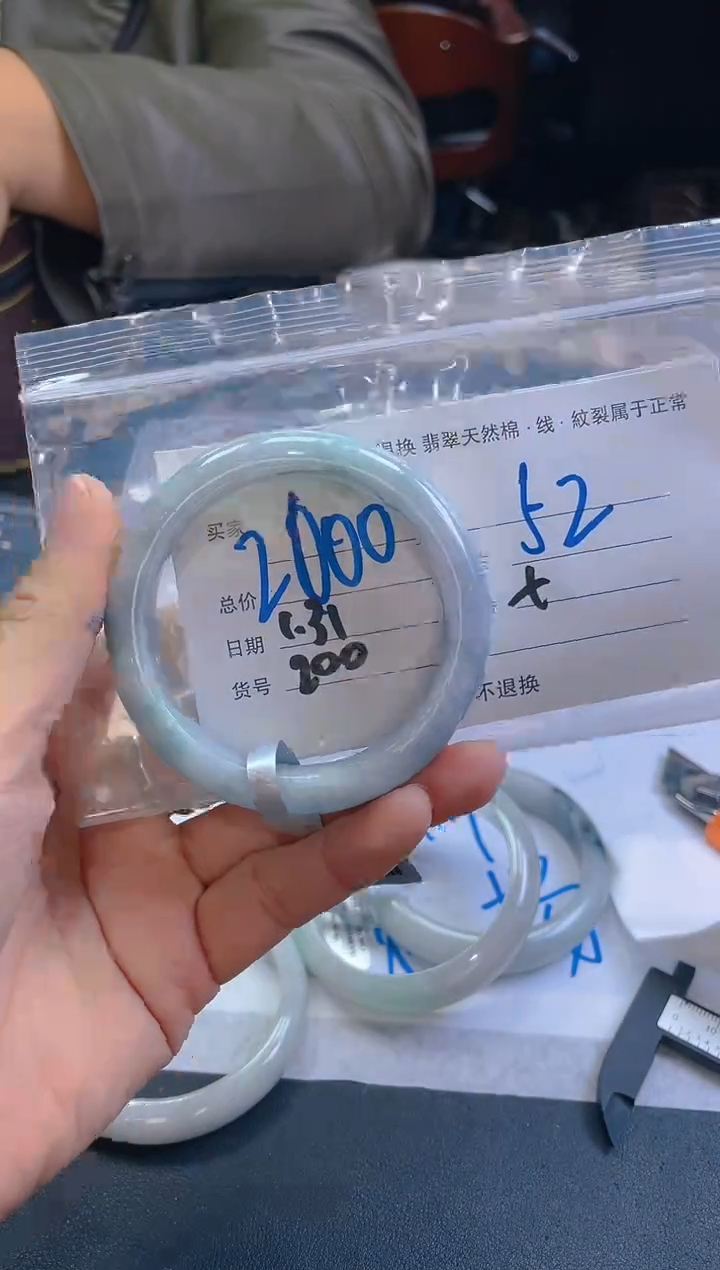 退换 翡翠天然棉·线·紋裂属于正常
买家
2000
52
总价
日期 1.31
货号 200
不退换